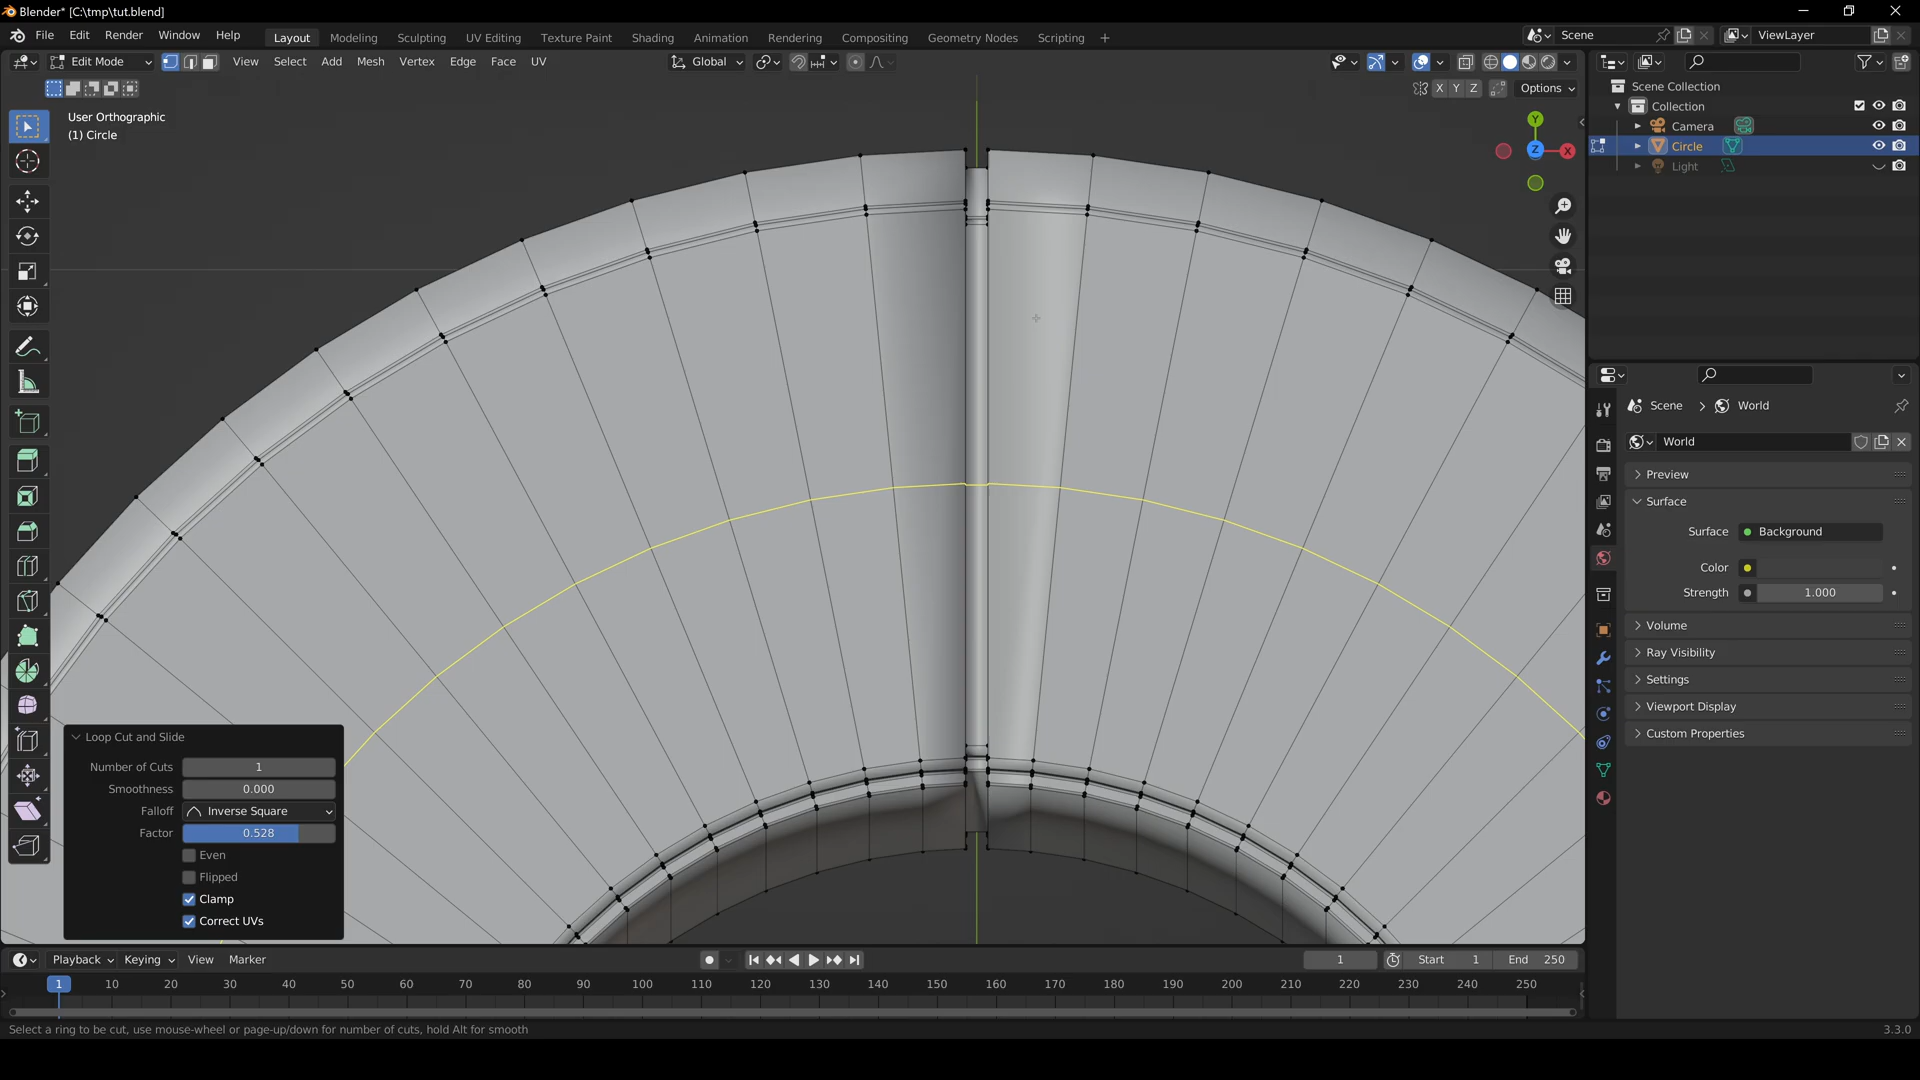 Blender* [C:\tmp\tut.blend]
File Edit Render Window Help Layout Modeling Sculpting UV Editing Texture Paint Shading Animation Rendering Compositing Geometry Nodes Scripting + Scene ViewLayer
Edit Mode View Select Add Mesh Vertex Edge Face UV Global
X Y Z Options
User Orthographic
(1) Circle
Y
Z X
Scene Collection
Collection
Camera
Circle
Light
Scene > World
World
Preview
Surface
Surface Background
Color
Strength 1.000
Volume
Ray Visibility
Settings
Viewport Display
Custom Properties
Loop Cut and Slide
Number of Cuts 1
Smoothness 0.000
Falloff Inverse Square
Factor 0.528
Even
Flipped
Clamp
Correct UVs
Playback Keying View Marker 1 Start 1 End 250
1 10 20 30 40 50 60 70 80 90 100 110 120 130 140 150 160 170 180 190 200 210 220 230 240 250
Select a ring to be cut, use mouse-wheel or page-up/down for number of cuts, hold Alt for smooth 3.3.0